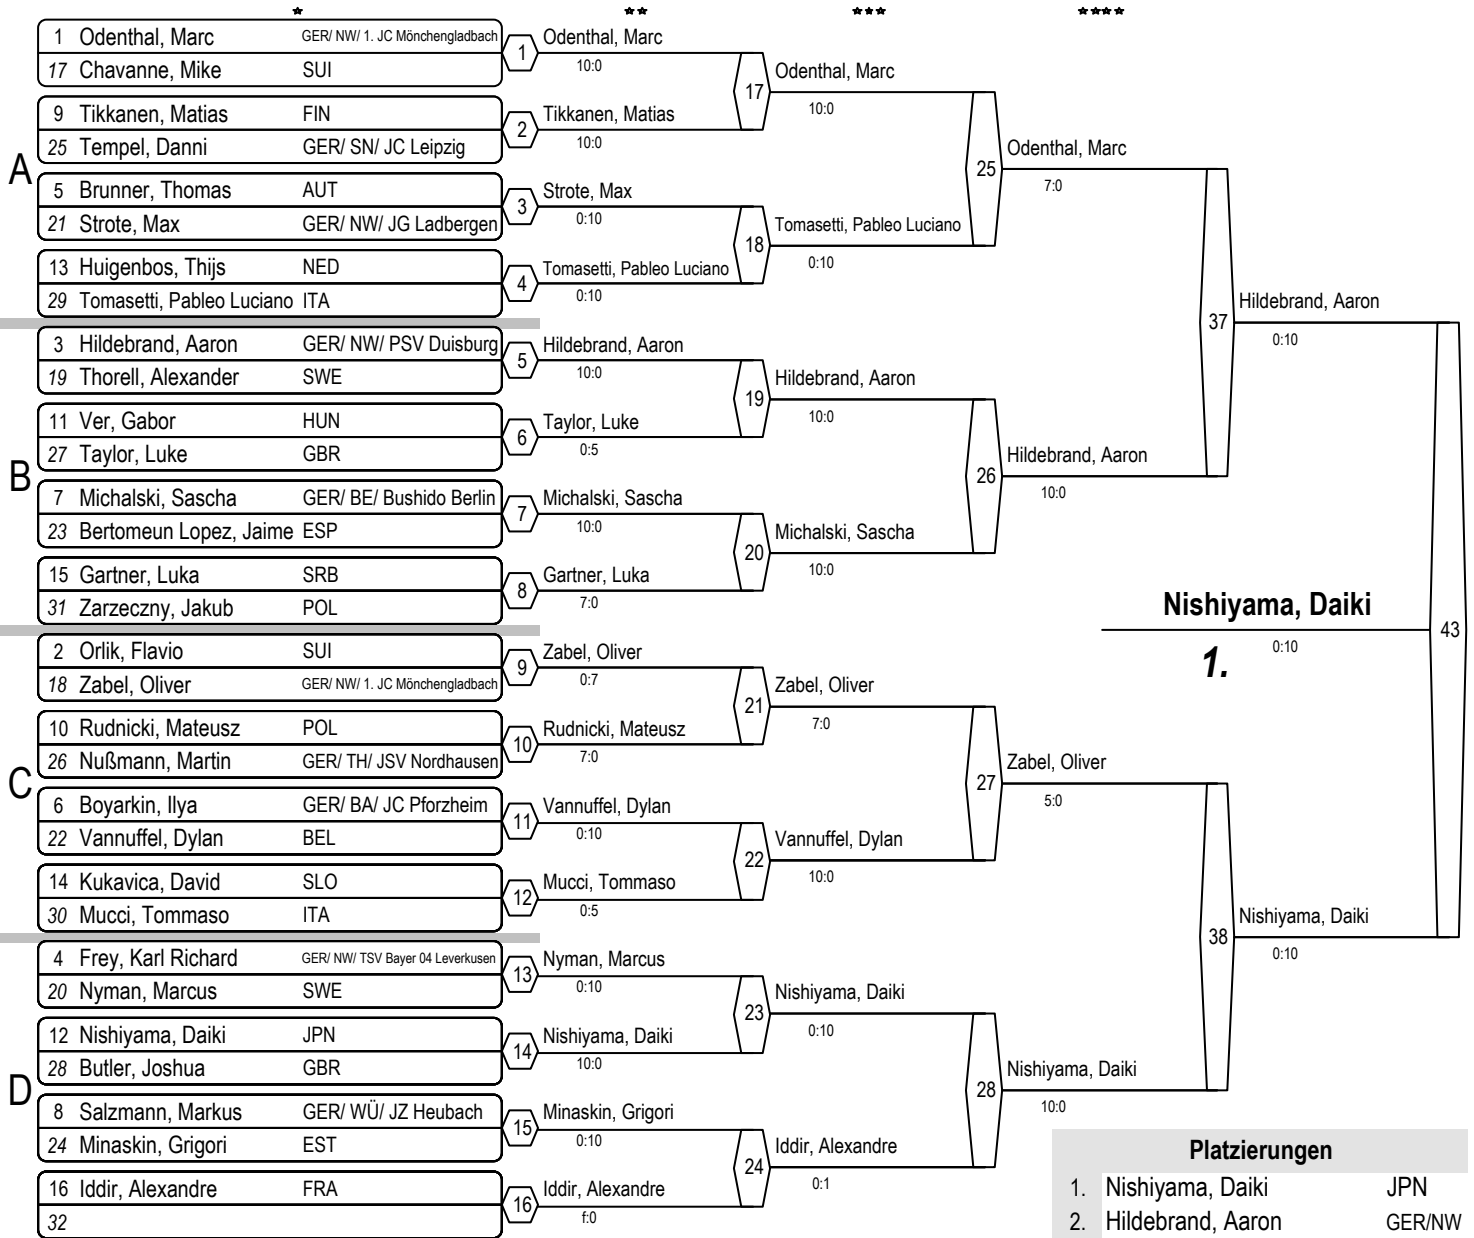 * ** *** ****
A
1 Odenthal, Marc GER/ NW/ 1. JC Mönchengladbach
17 Chavanne, Mike SUI
9 Tikkanen, Matias FIN
25 Tempel, Danni GER/ SN/ JC Leipzig
5 Brunner, Thomas AUT
21 Strote, Max GER/ NW/ JG Ladbergen
13 Huigenbos, Thijs NED
29 Tomasetti, Pableo Luciano ITA
B
3 Hildebrand, Aaron GER/ NW/ PSV Duisburg
19 Thorell, Alexander SWE
11 Ver, Gabor HUN
27 Taylor, Luke GBR
7 Michalski, Sascha GER/ BE/ Bushido Berlin
23 Bertomeun Lopez, Jaime ESP
15 Gartner, Luka SRB
31 Zarzeczny, Jakub POL
C
2 Orlik, Flavio SUI
18 Zabel, Oliver GER/ NW/ 1. JC Mönchengladbach
10 Rudnicki, Mateusz POL
26 Nußmann, Martin GER/ TH/ JSV Nordhausen
6 Boyarkin, Ilya GER/ BA/ JC Pforzheim
22 Vannuffel, Dylan BEL
14 Kukavica, David SLO
30 Mucci, Tommaso ITA
D
4 Frey, Karl Richard GER/ NW/ TSV Bayer 04 Leverkusen
20 Nyman, Marcus SWE
12 Nishiyama, Daiki JPN
28 Butler, Joshua GBR
8 Salzmann, Markus GER/ WÜ/ JZ Heubach
24 Minaskin, Grigori EST
16 Iddir, Alexandre FRA
32
1 Odenthal, Marc
10:0
2 Tikkanen, Matias
10:0
3 Strote, Max
0:10
4 Tomasetti, Pableo Luciano
0:10
5 Hildebrand, Aaron
10:0
6 Taylor, Luke
0:5
7 Michalski, Sascha
10:0
8 Gartner, Luka
7:0
9 Zabel, Oliver
0:7
10 Rudnicki, Mateusz
7:0
11 Vannuffel, Dylan
0:10
12 Mucci, Tommaso
0:5
13 Nyman, Marcus
0:10
14 Nishiyama, Daiki
10:0
15 Minaskin, Grigori
0:10
16 Iddir, Alexandre
f:0
17 Odenthal, Marc
10:0
18 Tomasetti, Pableo Luciano
0:10
19 Hildebrand, Aaron
10:0
20 Michalski, Sascha
10:0
21 Zabel, Oliver
7:0
22 Vannuffel, Dylan
10:0
23 Nishiyama, Daiki
0:10
24 Iddir, Alexandre
0:1
25 Odenthal, Marc
7:0
26 Hildebrand, Aaron
10:0
27 Zabel, Oliver
5:0
28 Nishiyama, Daiki
10:0
37 Hildebrand, Aaron
0:10
38 Nishiyama, Daiki
0:10
43 Nishiyama, Daiki
0:10
1.
Platzierungen
1. Nishiyama, Daiki JPN
2. Hildebrand, Aaron GER/NW